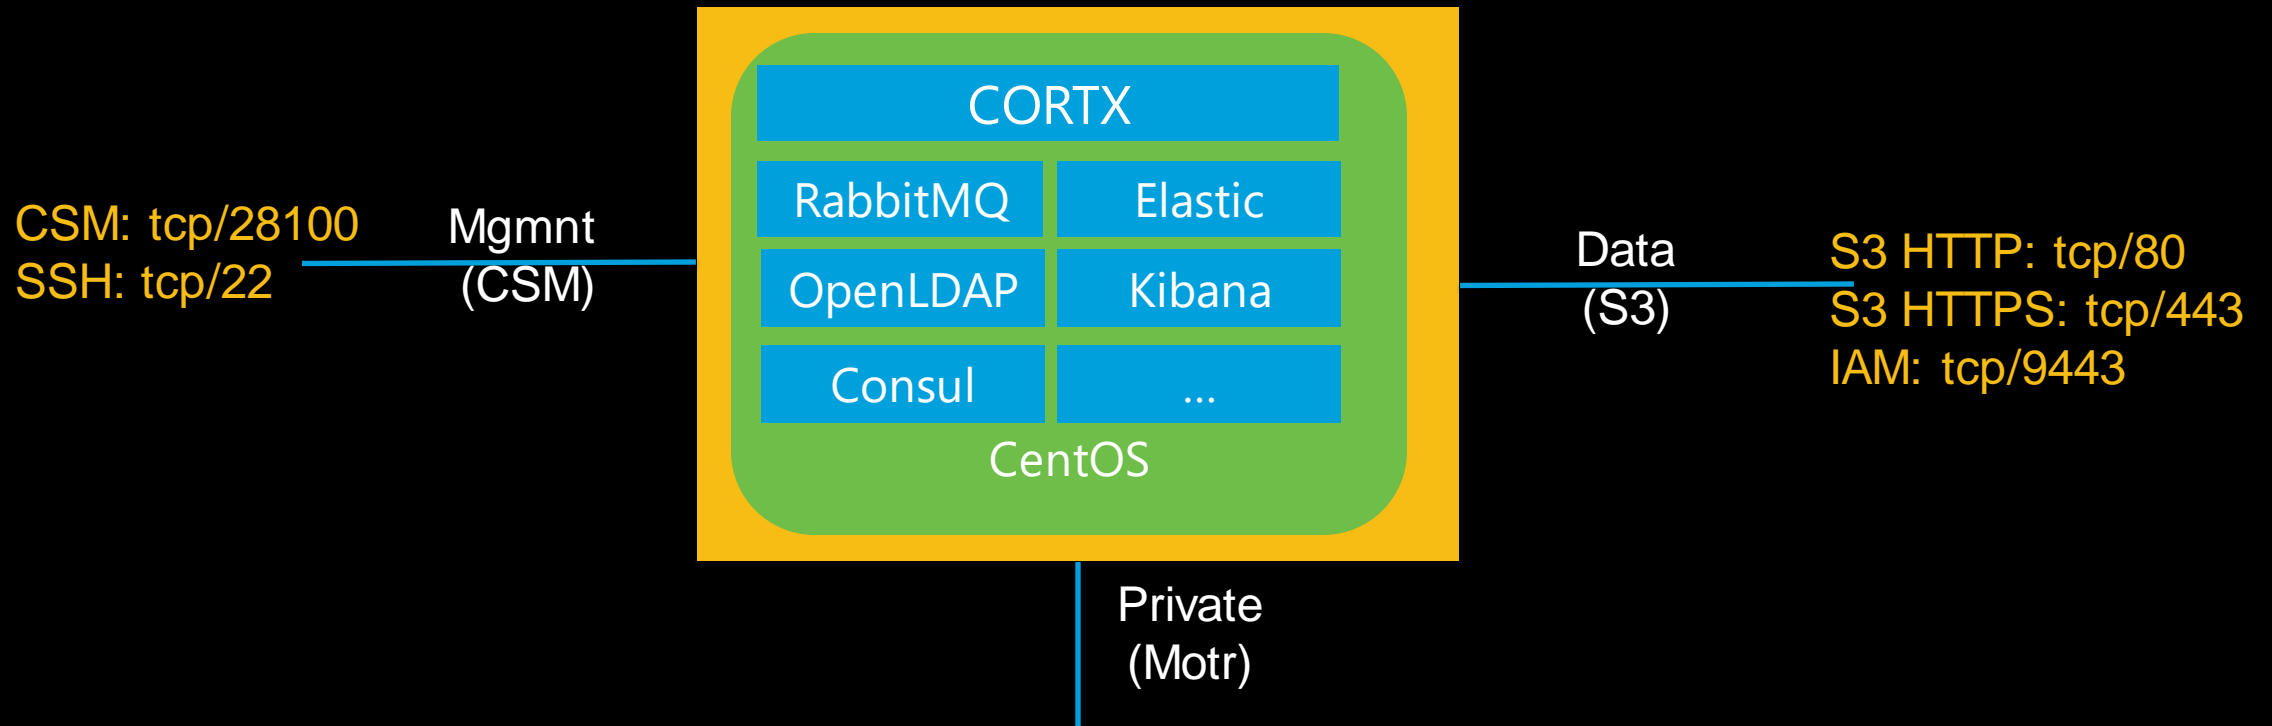 CORTX
RabbitMQ
Elastic
OpenLDAP
Kibana
Consul
...
CentOS
CSM: tcp/28100
SSH: tcp/22
Mgmnt
(CSM)
Data
(S3)
S3 HTTP: tcp/80
S3 HTTPS: tcp/443
IAM: tcp/9443
Private
(Motr)